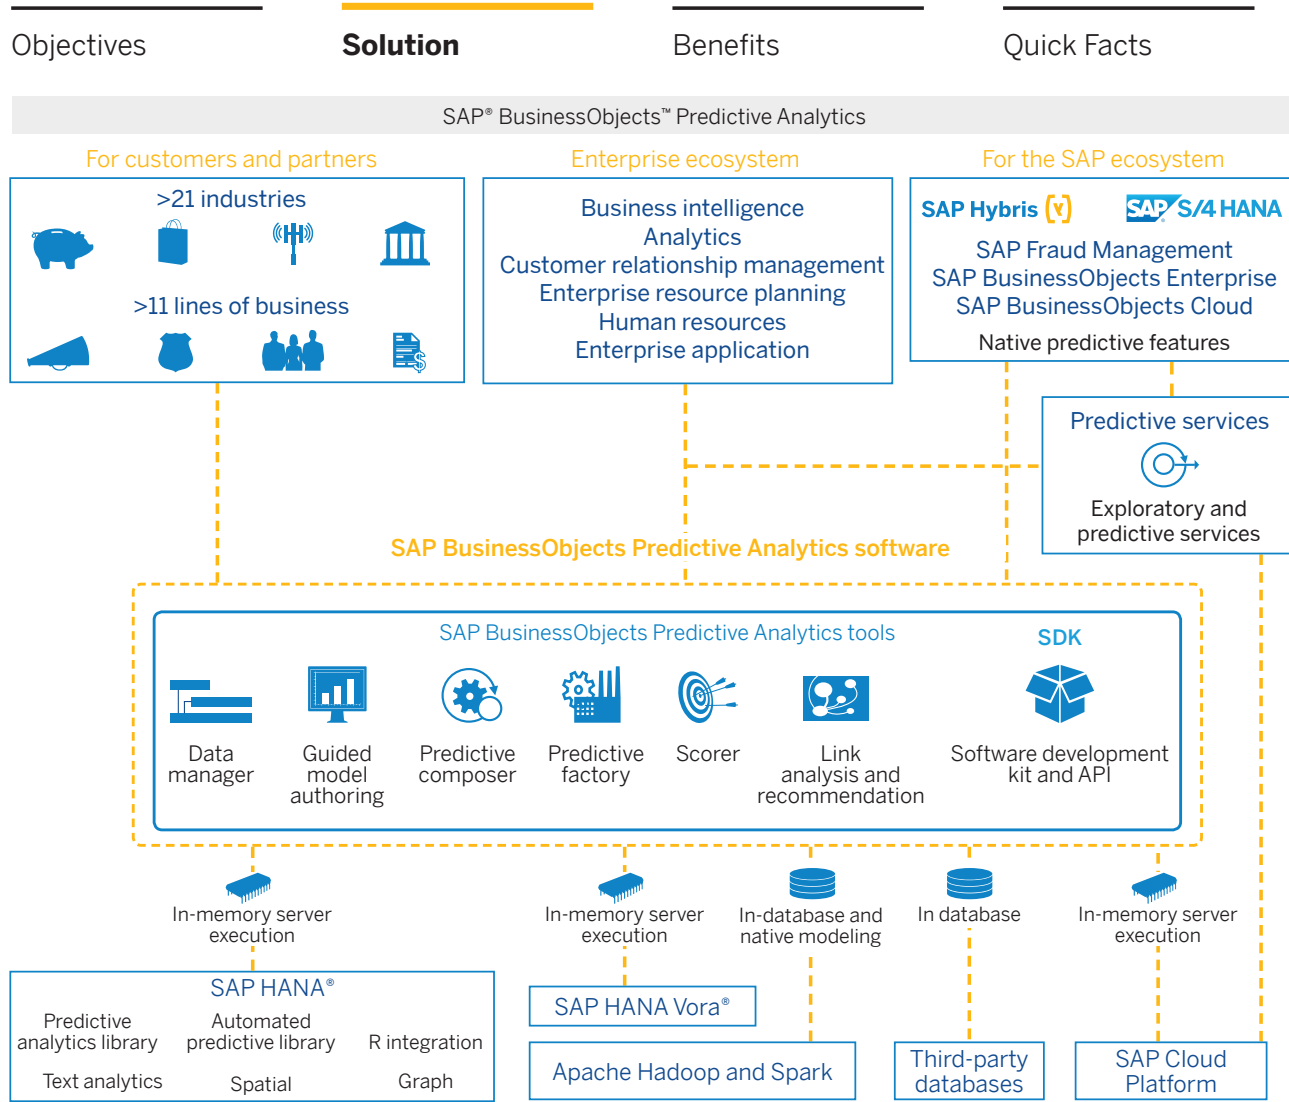 Objectives
Solution
Benefits
Quick Facts
SAP® BusinessObjects™ Predictive Analytics
For customers and partners
>21 industries
>11 lines of business
Enterprise ecosystem
Business intelligence
Analytics
Customer relationship management
Enterprise resource planning
Human resources
Enterprise application
For the SAP ecosystem
SAP Hybris (Y)
SAP S/4 HANA
SAP Fraud Management
SAP BusinessObjects Enterprise
SAP BusinessObjects Cloud
Native predictive features
Predictive services
Exploratory and
predictive services
SAP BusinessObjects Predictive Analytics software
SAP BusinessObjects Predictive Analytics tools
SDK
Data
manager
Guided
model
authoring
Predictive
composer
Predictive
factory
Scorer
Link
analysis and
recommendation
Software development
kit and API
In-memory server
execution
In-memory server
execution
In-database and
native modeling
In database
In-memory server
execution
SAP HANA®
Predictive
analytics library
Automated
predictive library
R integration
Text analytics
Spatial
Graph
SAP HANA Vora®
Apache Hadoop and Spark
Third-party
databases
SAP Cloud
Platform